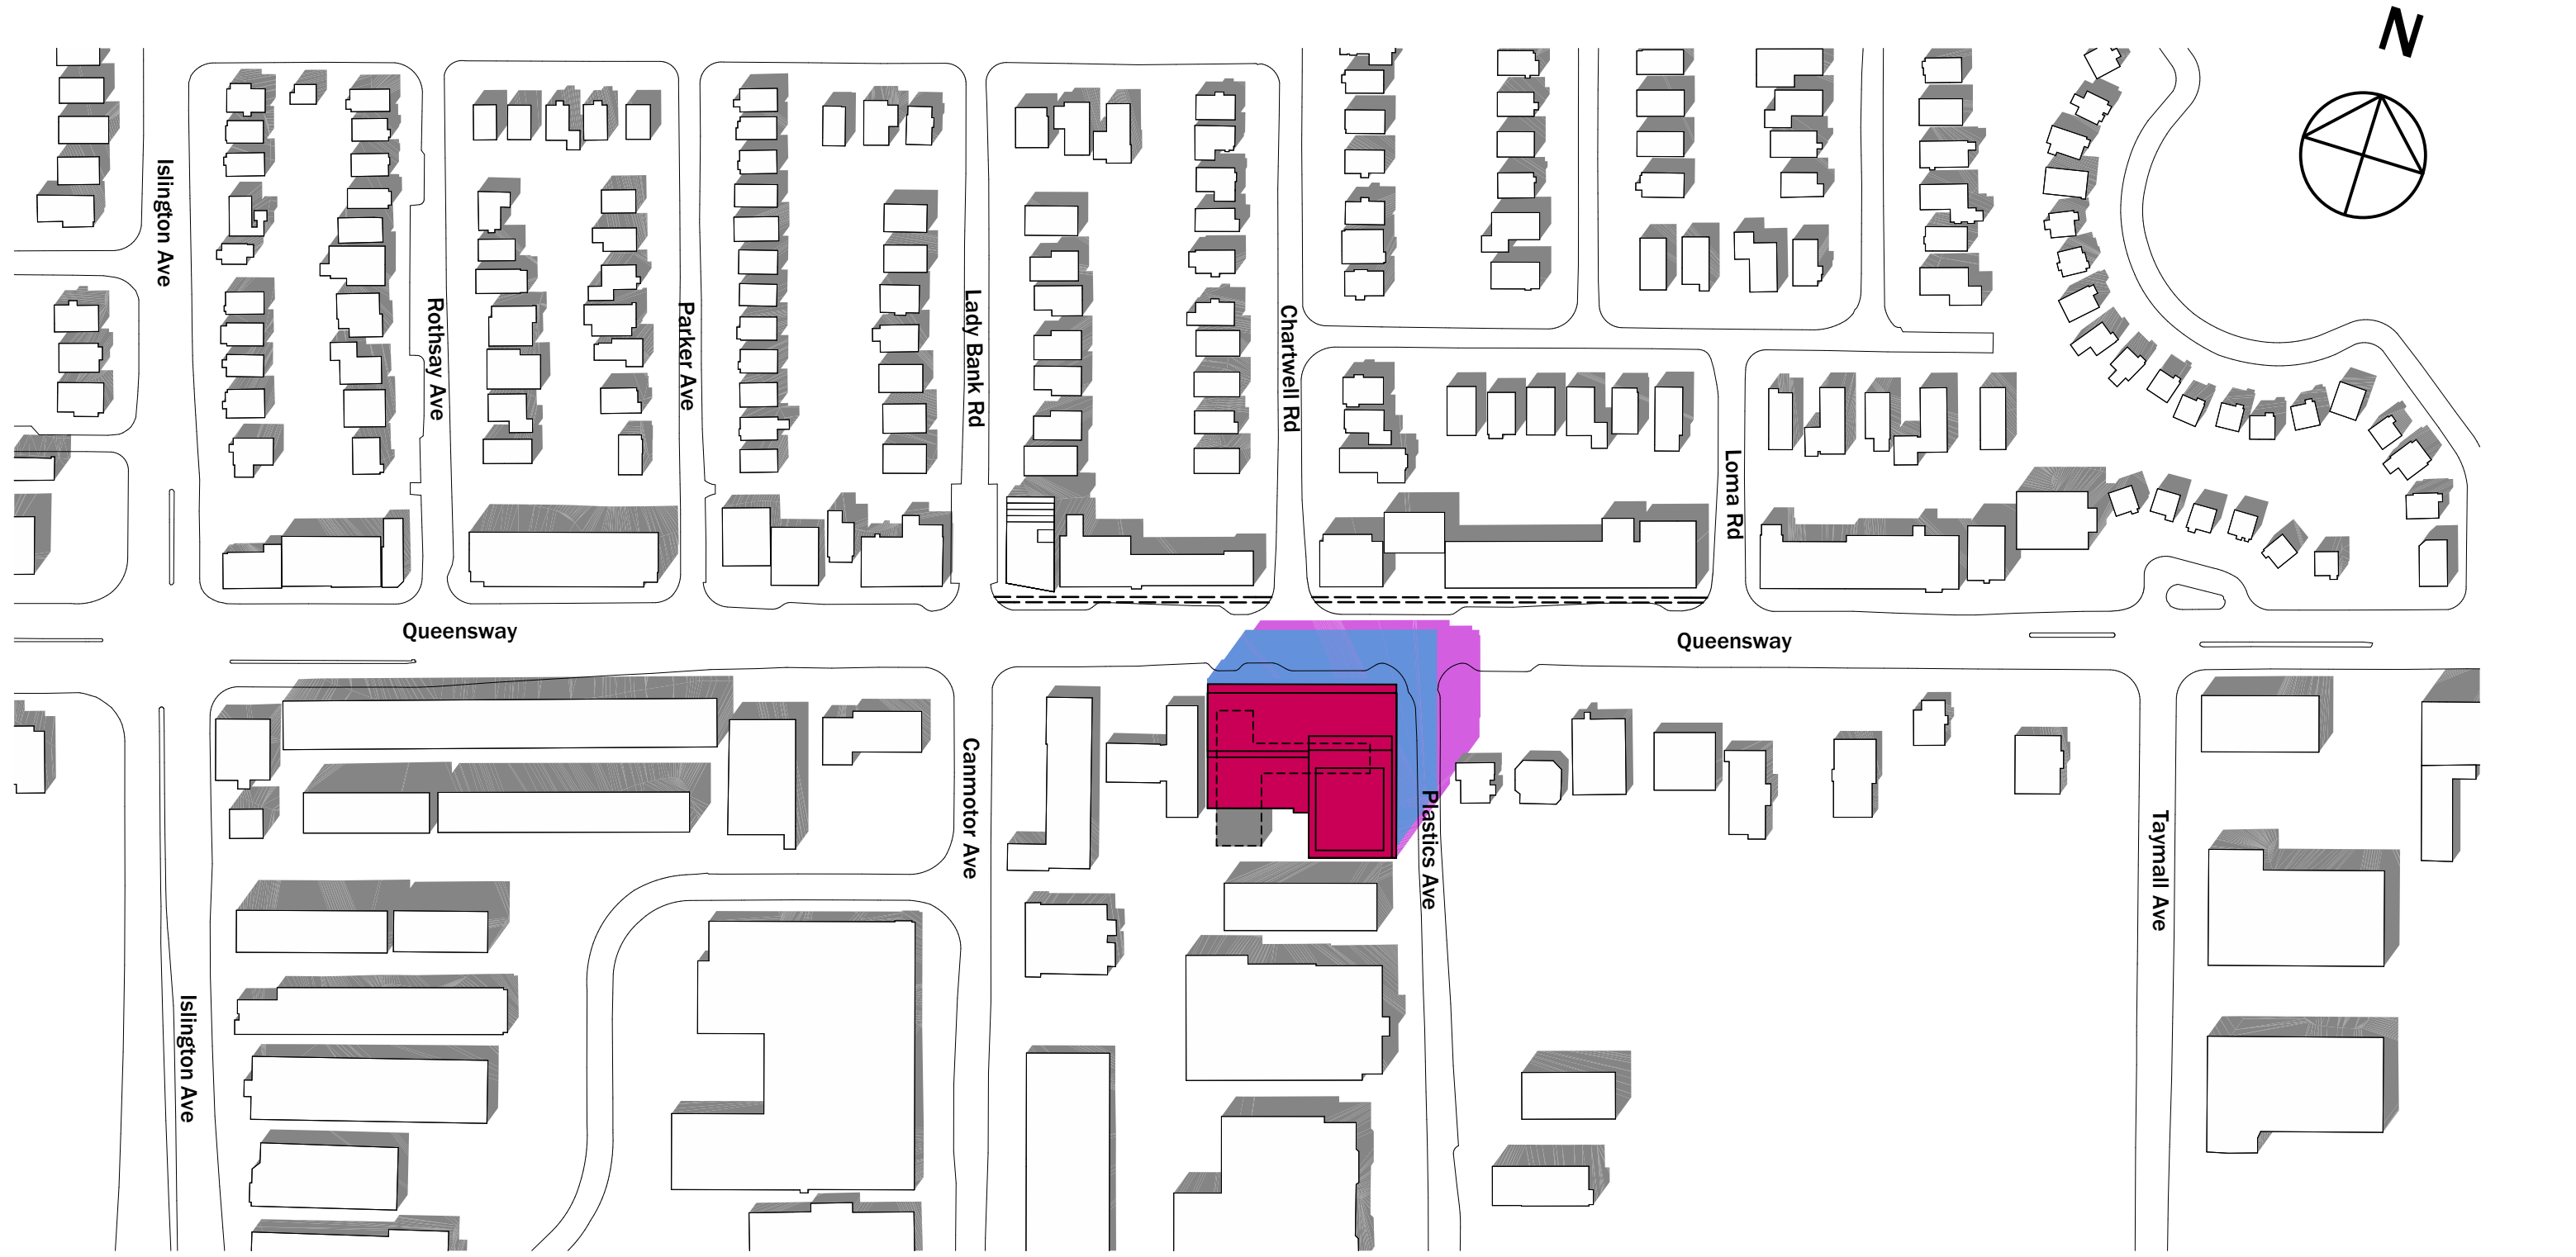 N
Islington Ave
Rothsay Ave
Parker Ave
Lady Bank Rd
Chartwell Rd
Loma Rd
Queensway
Queensway
Canmotor Ave
Plastics Ave
Taymall Ave
Islington Ave